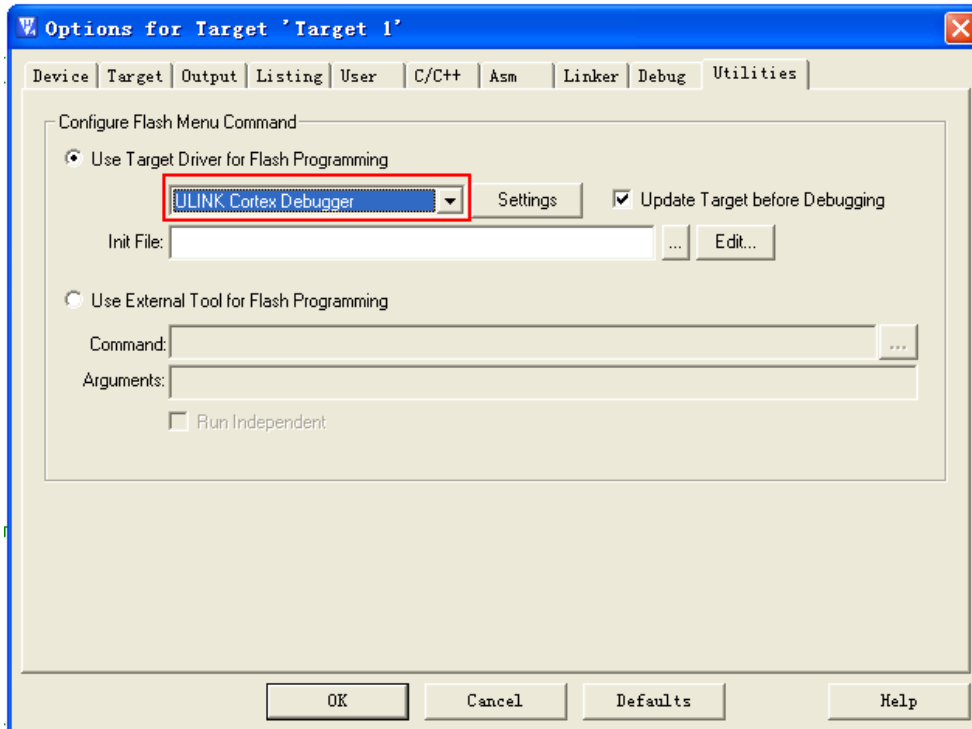 Options for Target 'Target 1'
Device Target Output Listing User C/C++ Asm Linker Debug Utilities
Configure Flash Menu Command
Use Target Driver for Flash Programming
ULINK Cortex Debugger Settings Update Target before Debugging
Init File: ... Edit...
Use External Tool for Flash Programming
Command: ...
Arguments:
Run Independent
OK Cancel Defaults Help